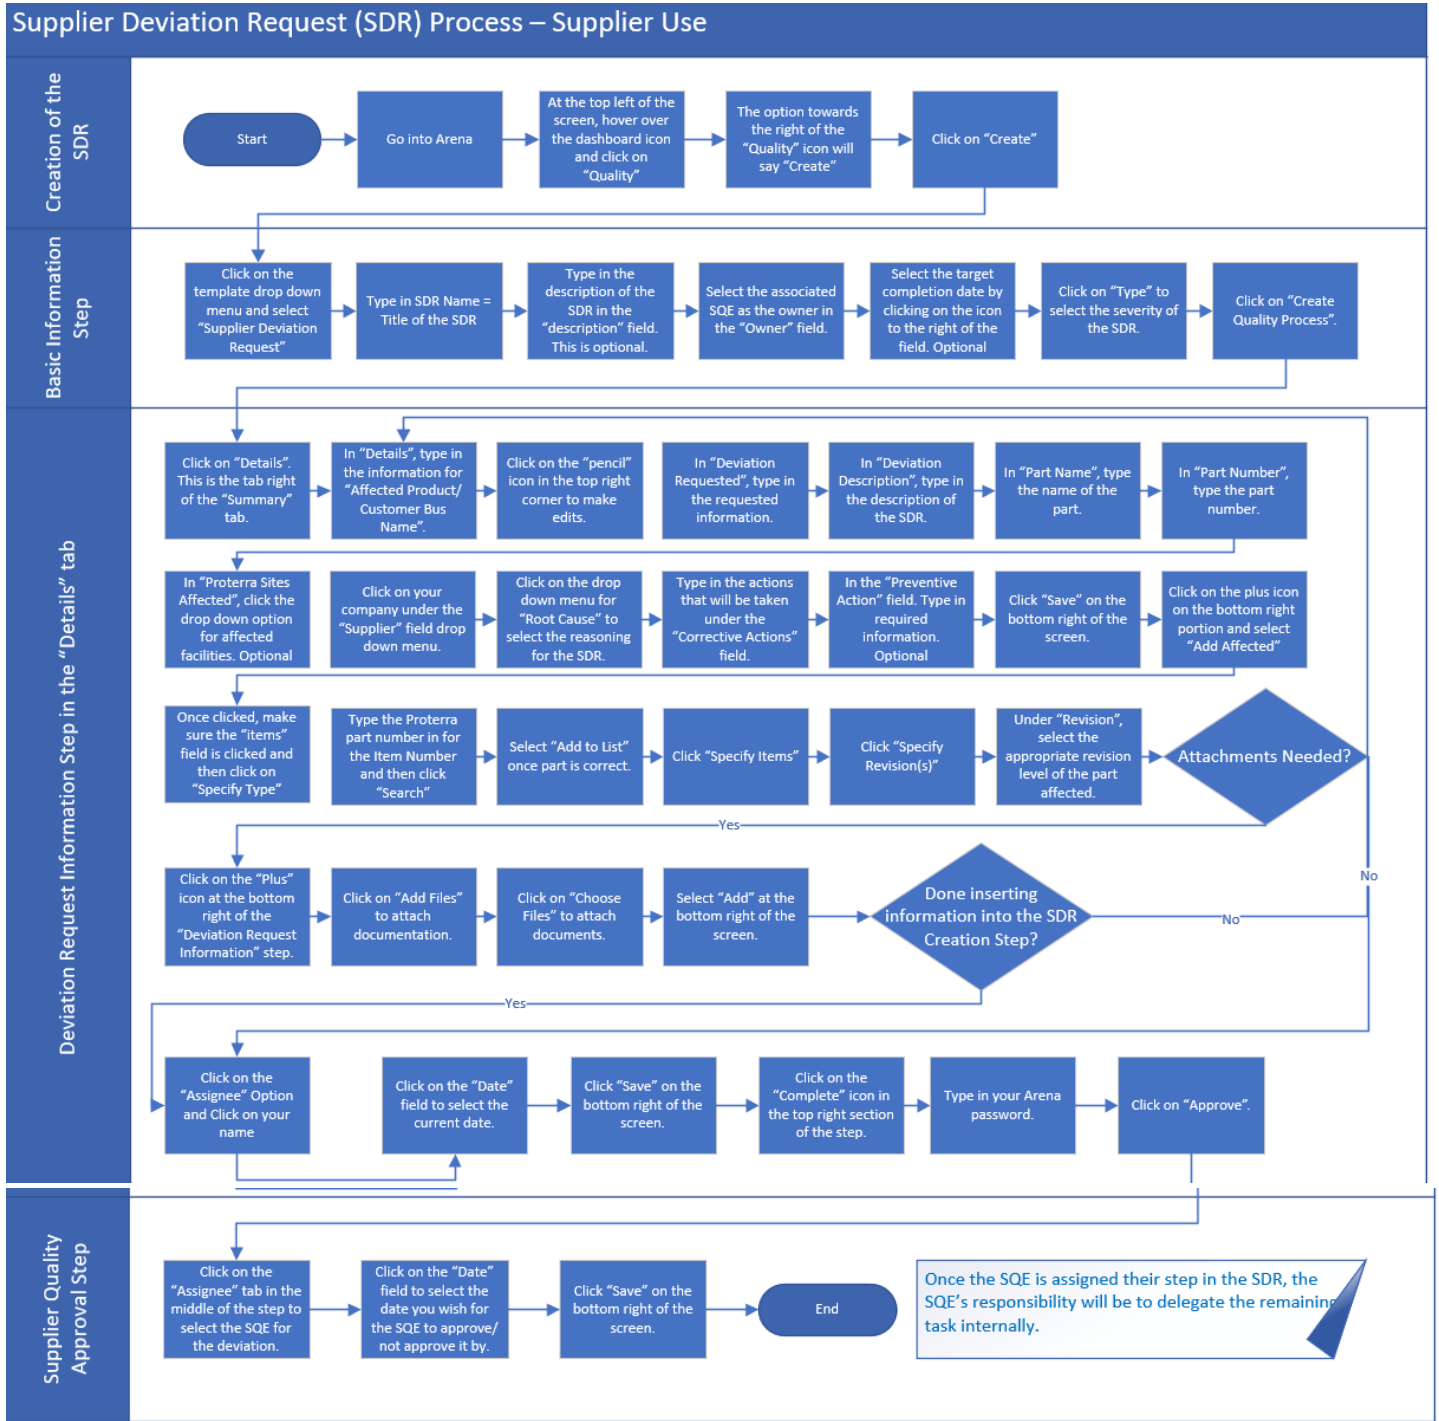 Supplier Deviation Request (SDR) Process – Supplier Use
Creation of the
SDR
Start
Go into Arena
At the top left of the
screen, hover over
the dashboard icon
and click on
“Quality”
The option towards
the right of the
“Quality” icon will
say “Create”
Click on “Create”
Basic Information
Step
Click on the
template drop down
menu and select
“Supplier Deviation
Request”
Type in SDR Name =
Title of the SDR
Type in the
description of the
SDR in the
“description” field.
This is optional.
Select the associated
SQE as the owner in
the “Owner” field.
Select the target
completion date by
clicking on the icon
to the right of the
field. Optional
Click on “Type” to
select the severity of
the SDR.
Click on “Create
Quality Process”.
Deviation Request Information Step in the “Details” tab
Click on “Details”.
This is the tab right
of the “Summary”
tab.
In “Details”, type in
the information for
“Affected Product/
Customer Bus
Name”.
Click on the “pencil”
icon in the top right
corner to make
edits.
In “Deviation
Requested”, type in
the requested
information.
In “Deviation
Description”, type in
the description of
the SDR.
In “Part Name”, type
the name of the
part.
In “Part Number”,
type the part
number.
In “Proterra Sites
Affected”, click the
drop down option
for affected
facilities. Optional
Click on your
company under the
“Supplier” field drop
down menu.
Click on the drop
down menu for
“Root Cause” to
select the reasoning
for the SDR.
Type in the actions
that will be taken
under the
“Corrective Actions”
field.
In the “Preventive
Action” field. Type in
required
information.
Optional
Click “Save” on the
bottom right of the
screen.
Click on the plus icon
on the bottom right
portion and select
“Add Affected”
Once clicked, make
sure the “items”
field is clicked and
then click on
“Specify Type”
Type the Proterra
part number in for
the Item Number
and then click
“Search”
Select “Add to List”
once part is correct.
Click “Specify Items”
Click “Specify
Revision(s)”
Under “Revision”,
select the
appropriate revision
level of the part
affected.
Attachments Needed?
Yes
No
Click on the “Plus”
icon at the bottom
right of the
“Deviation Request
Information” step.
Click on “Add Files”
to attach
documentation.
Click on “Choose
Files” to attach
documents.
Select “Add” at the
bottom right of the
screen.
Done inserting
information into the SDR
Creation Step?
No
Yes
Click on the
“Assignee” Option
and Click on your
name
Click on the “Date”
field to select the
current date.
Click “Save” on the
bottom right of the
screen.
Click on the
“Complete” icon in
the top right section
of the step.
Type in your Arena
password.
Click on “Approve”.
Supplier Quality
Approval Step
Click on the
“Assignee” tab in the
middle of the step to
select the SQE for
the deviation.
Click on the “Date”
field to select the
date you wish for
the SQE to approve/
not approve it by.
Click “Save” on the
bottom right of the
screen.
End
Once the SQE is assigned their step in the SDR, the
SQE’s responsibility will be to delegate the remaining
task internally.